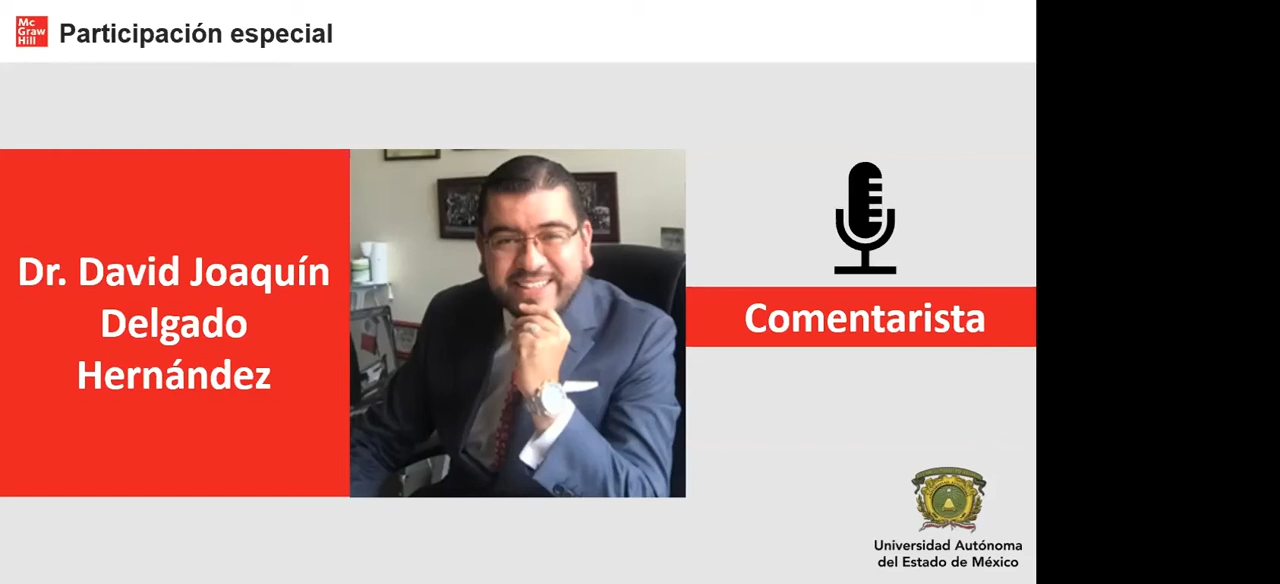 Mc
Graw
Hill
Participación especial
Dr. David Joaquín
Delgado
Hernández
Comentarista
Universidad Autónoma
del Estado de México